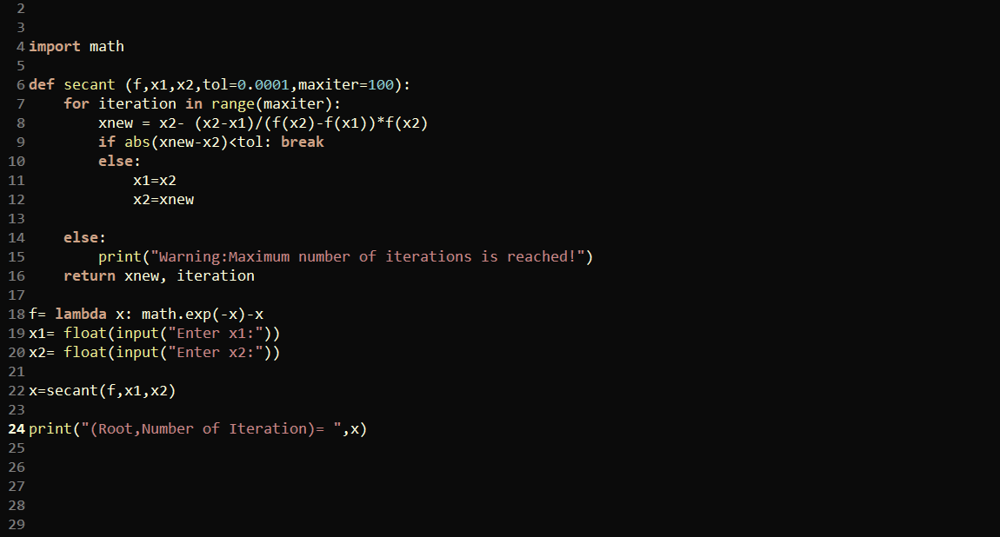 2
3
4 import math
5
6 def secant (f,x1,x2,tol=0.0001,maxiter=100):
7     for iteration in range(maxiter):
8         xnew = x2- (x2-x1)/(f(x2)-f(x1))*f(x2)
9         if abs(xnew-x2)<tol: break
10         else:
11             x1=x2
12             x2=xnew
13
14     else:
15         print("Warning:Maximum number of iterations is reached!")
16     return xnew, iteration
17
18 f= lambda x: math.exp(-x)-x
19 x1= float(input("Enter x1:"))
20 x2= float(input("Enter x2:"))
21
22 x=secant(f,x1,x2)
23
24 print("(Root,Number of Iteration)= ",x)
25
26
27
28
29